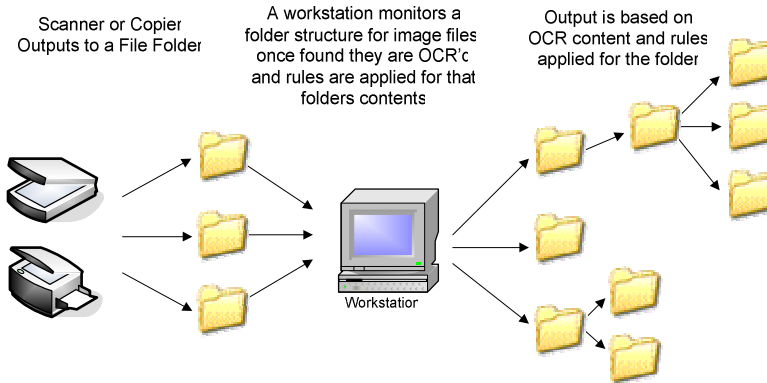 Scanner or Copier
Outputs to a File Folder
A workstation monitors a
folder structure for image files
once found they are OCR'd
and rules are applied for that
folders contents
Output is based on
OCR content and rules
applied for the folder
Workstation